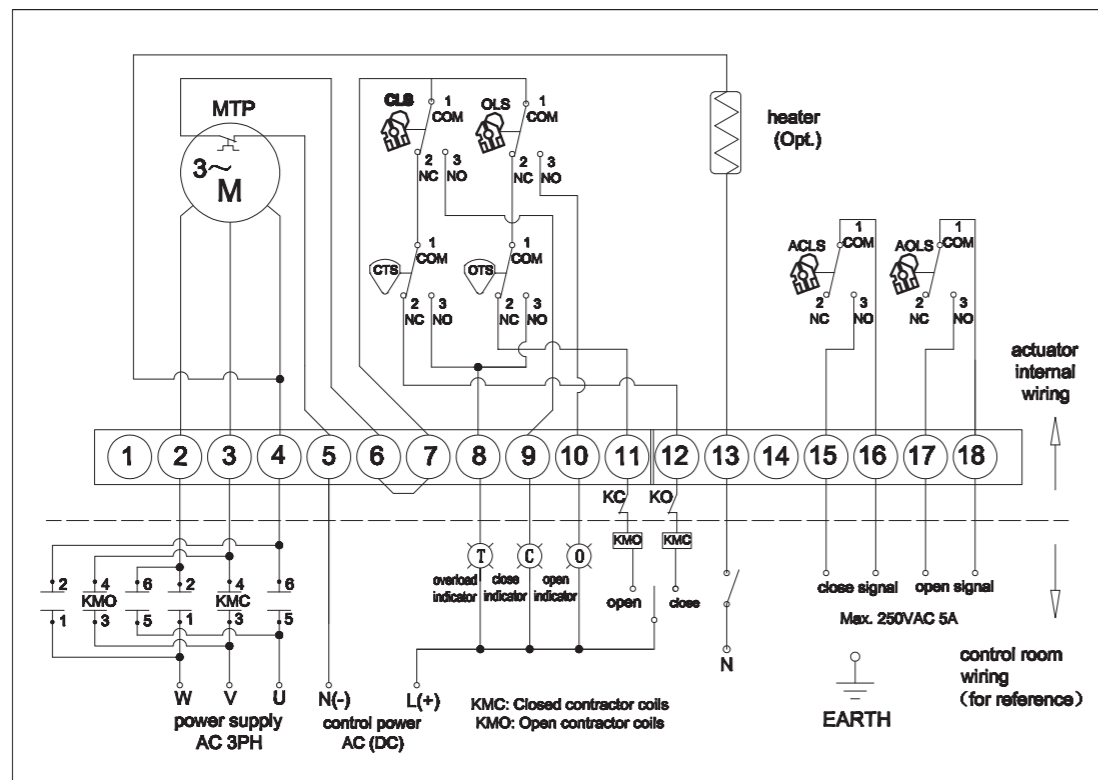 MTP
3~
M
CLS
1
COM
2
NC
3
NO
OLS
1
COM
2
NC
3
NO
CTS
1
COM
2
NC
3
NO
OTS
1
COM
2
NC
3
NO
heater
(Opt.)
ACLS
1
COM
2
NC
3
NO
AOLS
1
COM
2
NC
3
NO
actuator
internal
wiring
1 2 3 4 5 6 7 8 9 10 11 12 13 14 15 16 17 18
KC
KO
KMO
KMC
T
C
O
overload
indicator
close
indicator
open
indicator
open
close
2 4 6 2 4 6
KMO
KMC
1 3 5 1 3 5
close signal
open signal
Max. 250VAC 5A
W V U
power supply
AC 3PH
N(-)
L(+)
control power
AC (DC)
KMC: Closed contractor coils
KMO: Open contractor coils
N
EARTH
control room
wiring
(for reference)